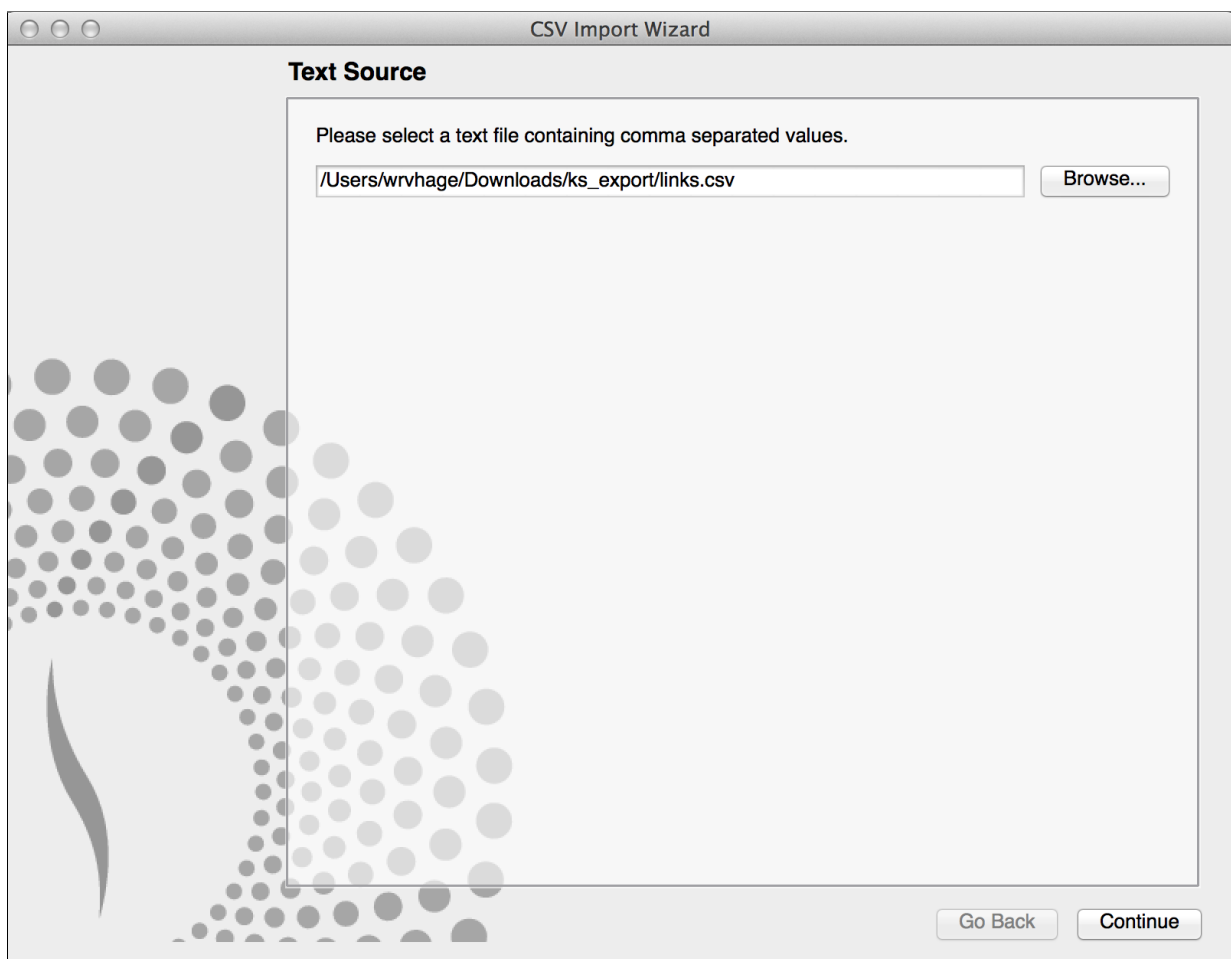 CSV Import Wizard
Text Source
Please select a text file containing comma separated values.
/Users/wrvhage/Downloads/ks_export/links.csv
Browse...
Go Back
Continue